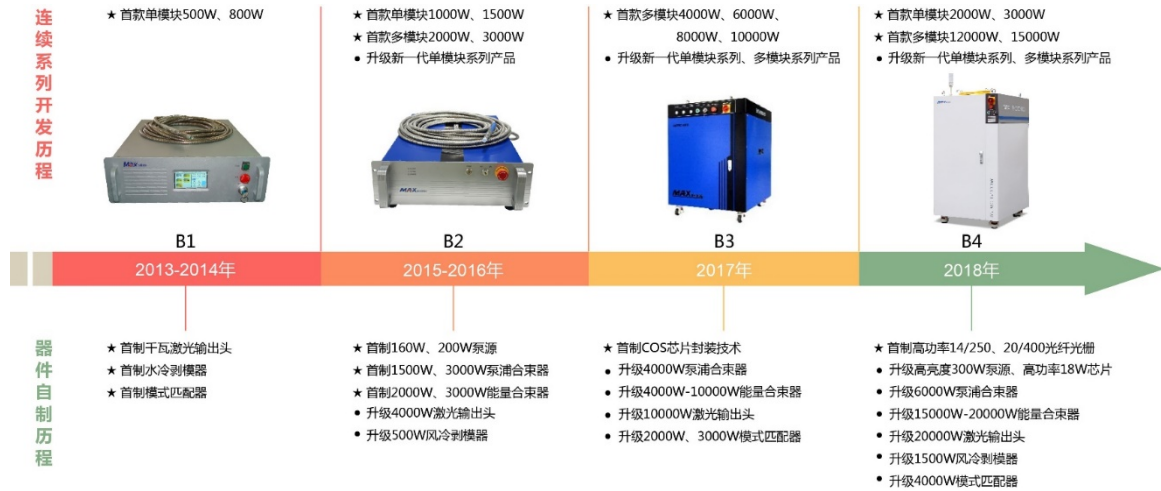 连续系列开发历程
★ 首款单模块500W、800W
★ 首款单模块1000W、1500W
★ 首款多模块2000W、3000W
● 升级新一代单模块系列产品
★ 首款多模块4000W、6000W、
8000W、10000W
● 升级新一代单模块系列、多模块系列产品
★ 首款单模块2000W、3000W
★ 首款多模块12000W、15000W
● 升级新一代单模块系列、多模块系列产品
MAX
MAX
MAX
B1
B2
B3
B4
2013-2014年
2015-2016年
2017年
2018年
器件自制历程
★ 首制千瓦激光输出头
★ 首制水冷剥模器
★ 首制模式匹配器
★ 首制160W、200W泵源
★ 首制1500W、3000W泵浦合束器
★ 首制2000W、3000W能量合束器
● 升级4000W激光输出头
● 升级500W风冷剥模器
★ 首制COS芯片封装技术
● 升级4000W泵浦合束器
● 升级4000W-10000W能量合束器
● 升级10000W激光输出头
● 升级2000W、3000W模式匹配器
★ 首制高功率14/250、20/400光纤光栅
● 升级高亮度300W泵源、高功率18W芯片
● 升级6000W泵浦合束器
● 升级15000W-20000W能量合束器
● 升级20000W激光输出头
● 升级1500W风冷剥模器
● 升级4000W模式匹配器